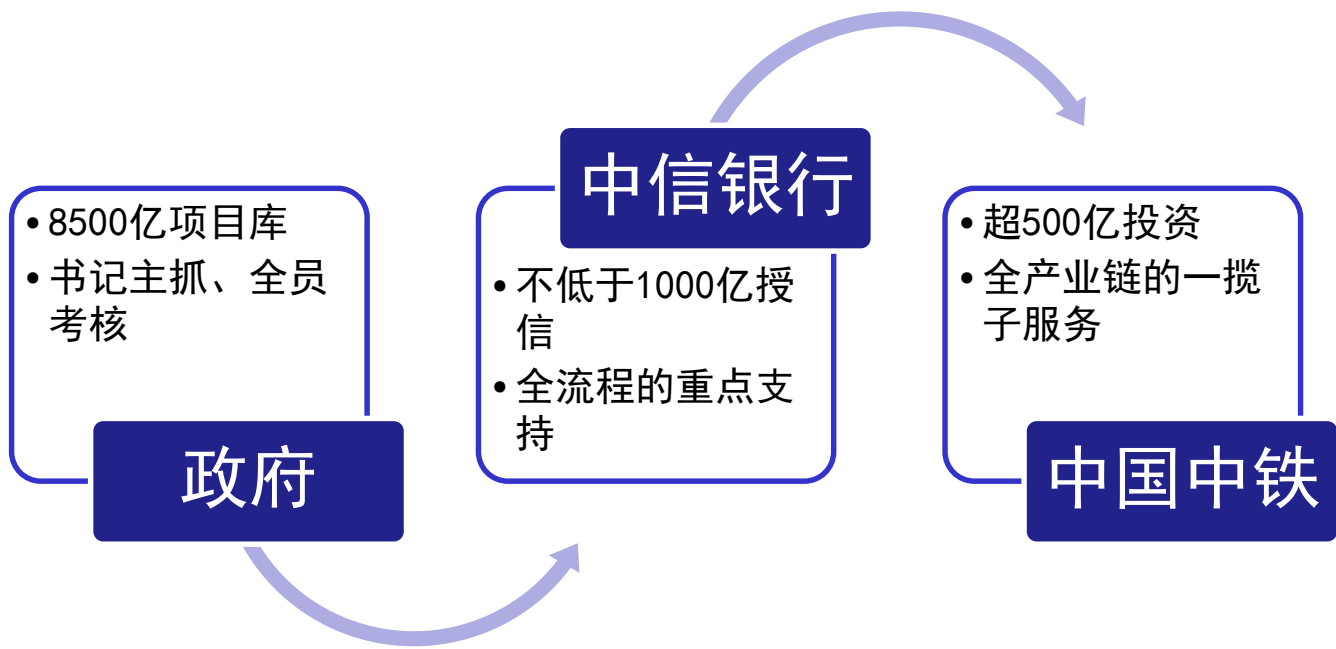 • 8500亿项目库
• 书记主抓、全员
考核
政府
中信银行
• 不低于1000亿授
信
• 全流程的重点支
持
• 超500亿投资
• 全产业链的一揽
子服务
中国中铁